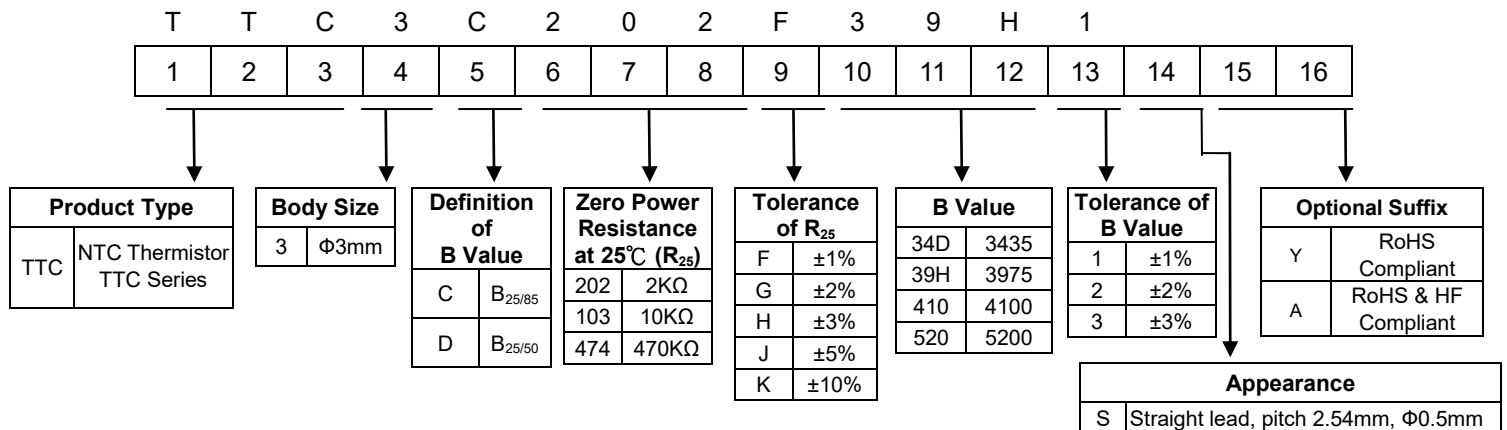 T T C 3 C 2 0 2 F 3 9 H 1
1 2 3 4 5 6 7 8 9 10 11 12 13 14 15 16
Product Type
TTC NTC Thermistor
TTC Series
Body Size
3 Φ3mm
Definition
of
B Value
C B25/85
D B25/50
Zero Power
Resistance
at 25℃ (R25)
202 2KΩ
103 10KΩ
474 470KΩ
Tolerance
of R25
F ±1%
G ±2%
H ±3%
J ±5%
K ±10%
B Value
34D 3435
39H 3975
410 4100
520 5200
Tolerance of
B Value
1 ±1%
2 ±2%
3 ±3%
Optional Suffix
Y RoHS
Compliant
A RoHS & HF
Compliant
Appearance
S Straight lead, pitch 2.54mm, Φ0.5mm